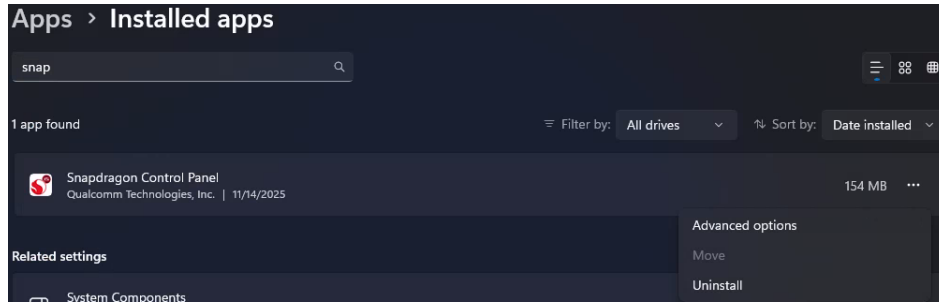 Apps > Installed apps
snap
1 app found
Filter by: All drives
Sort by: Date installed
Snapdragon Control Panel
Qualcomm Technologies, Inc. | 11/14/2025
154 MB
Advanced options
Move
Uninstall
Related settings
System Components